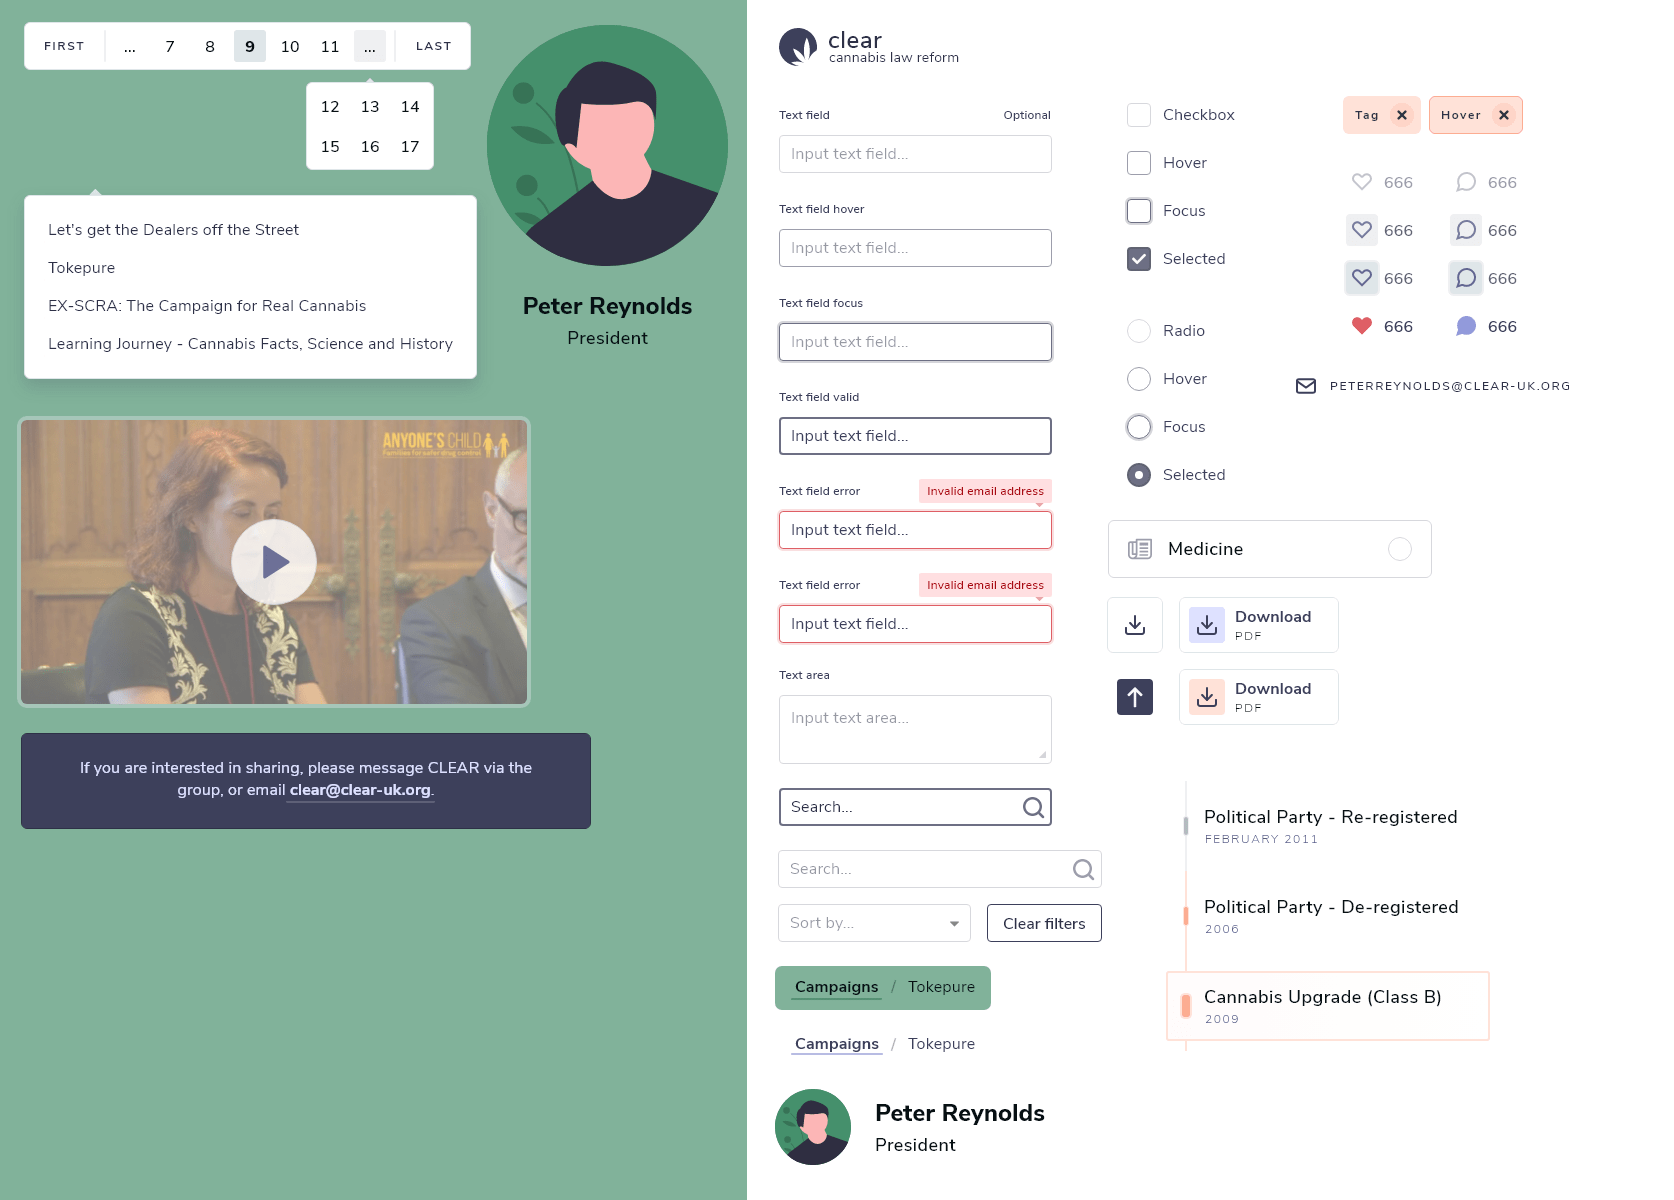 FIRST ... 7 8 9 10 11 ... LAST
12 13 14
15 16 17
Let's get the Dealers off the Street
Tokepure
EX-SCRA: The Campaign for Real Cannabis
Learning Journey - Cannabis Facts, Science and History
Peter Reynolds
President
ANYONE'S CHILD
Families for safer drug control
If you are interested in sharing, please message CLEAR via the
group, or email clear@clear-uk.org.
clear
cannabis law reform
Text field Optional
Input text field...
Text field hover
Input text field...
Text field focus
Input text field...
Text field valid
Input text field...
Text field error Invalid email address
Input text field...
Text field error Invalid email address
Input text field...
Text area
Input text area...
Search...
Search...
Sort by... Clear filters
Campaigns / Tokepure
Campaigns / Tokepure
Peter Reynolds
President
Checkbox
Hover
Focus
Selected
Radio
Hover
Focus
Selected
Tag Hover
666 666
666 666
666 666
666 666
PETERREYNOLDS@CLEAR-UK.ORG
Medicine
Download
PDF
Download
PDF
Political Party - Re-registered
FEBRUARY 2011
Political Party - De-registered
2006
Cannabis Upgrade (Class B)
2009